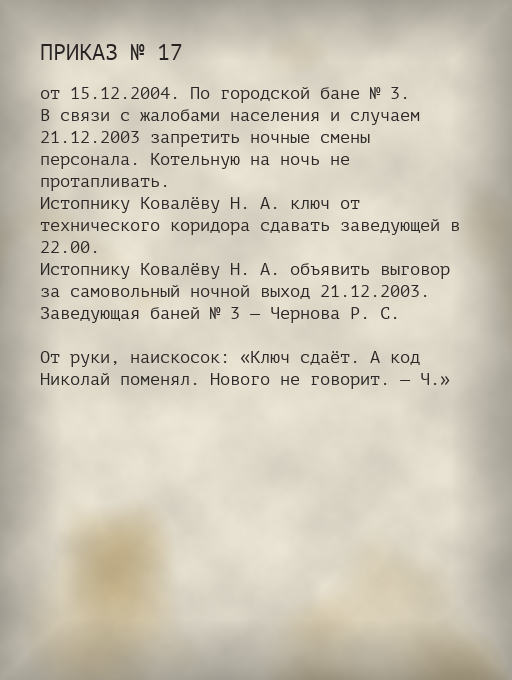 ПРИКАЗ № 17
от 15.12.2004. По городской бане № 3.
В связи с жалобами населения и случаем
21.12.2003 запретить ночные смены
персонала. Котельную на ночь не
протапливать.
Истопнику Ковалёву Н. А. ключ от
технического коридора сдавать заведующей в
22.00.
Истопнику Ковалёву Н. А. объявить выговор
за самовольный ночной выход 21.12.2003.
Заведующая баней № 3 — Чернова Р. С.
От руки, наискосок: «Ключ сдаёт. А код
Николай поменял. Нового не говорит. — Ч.»